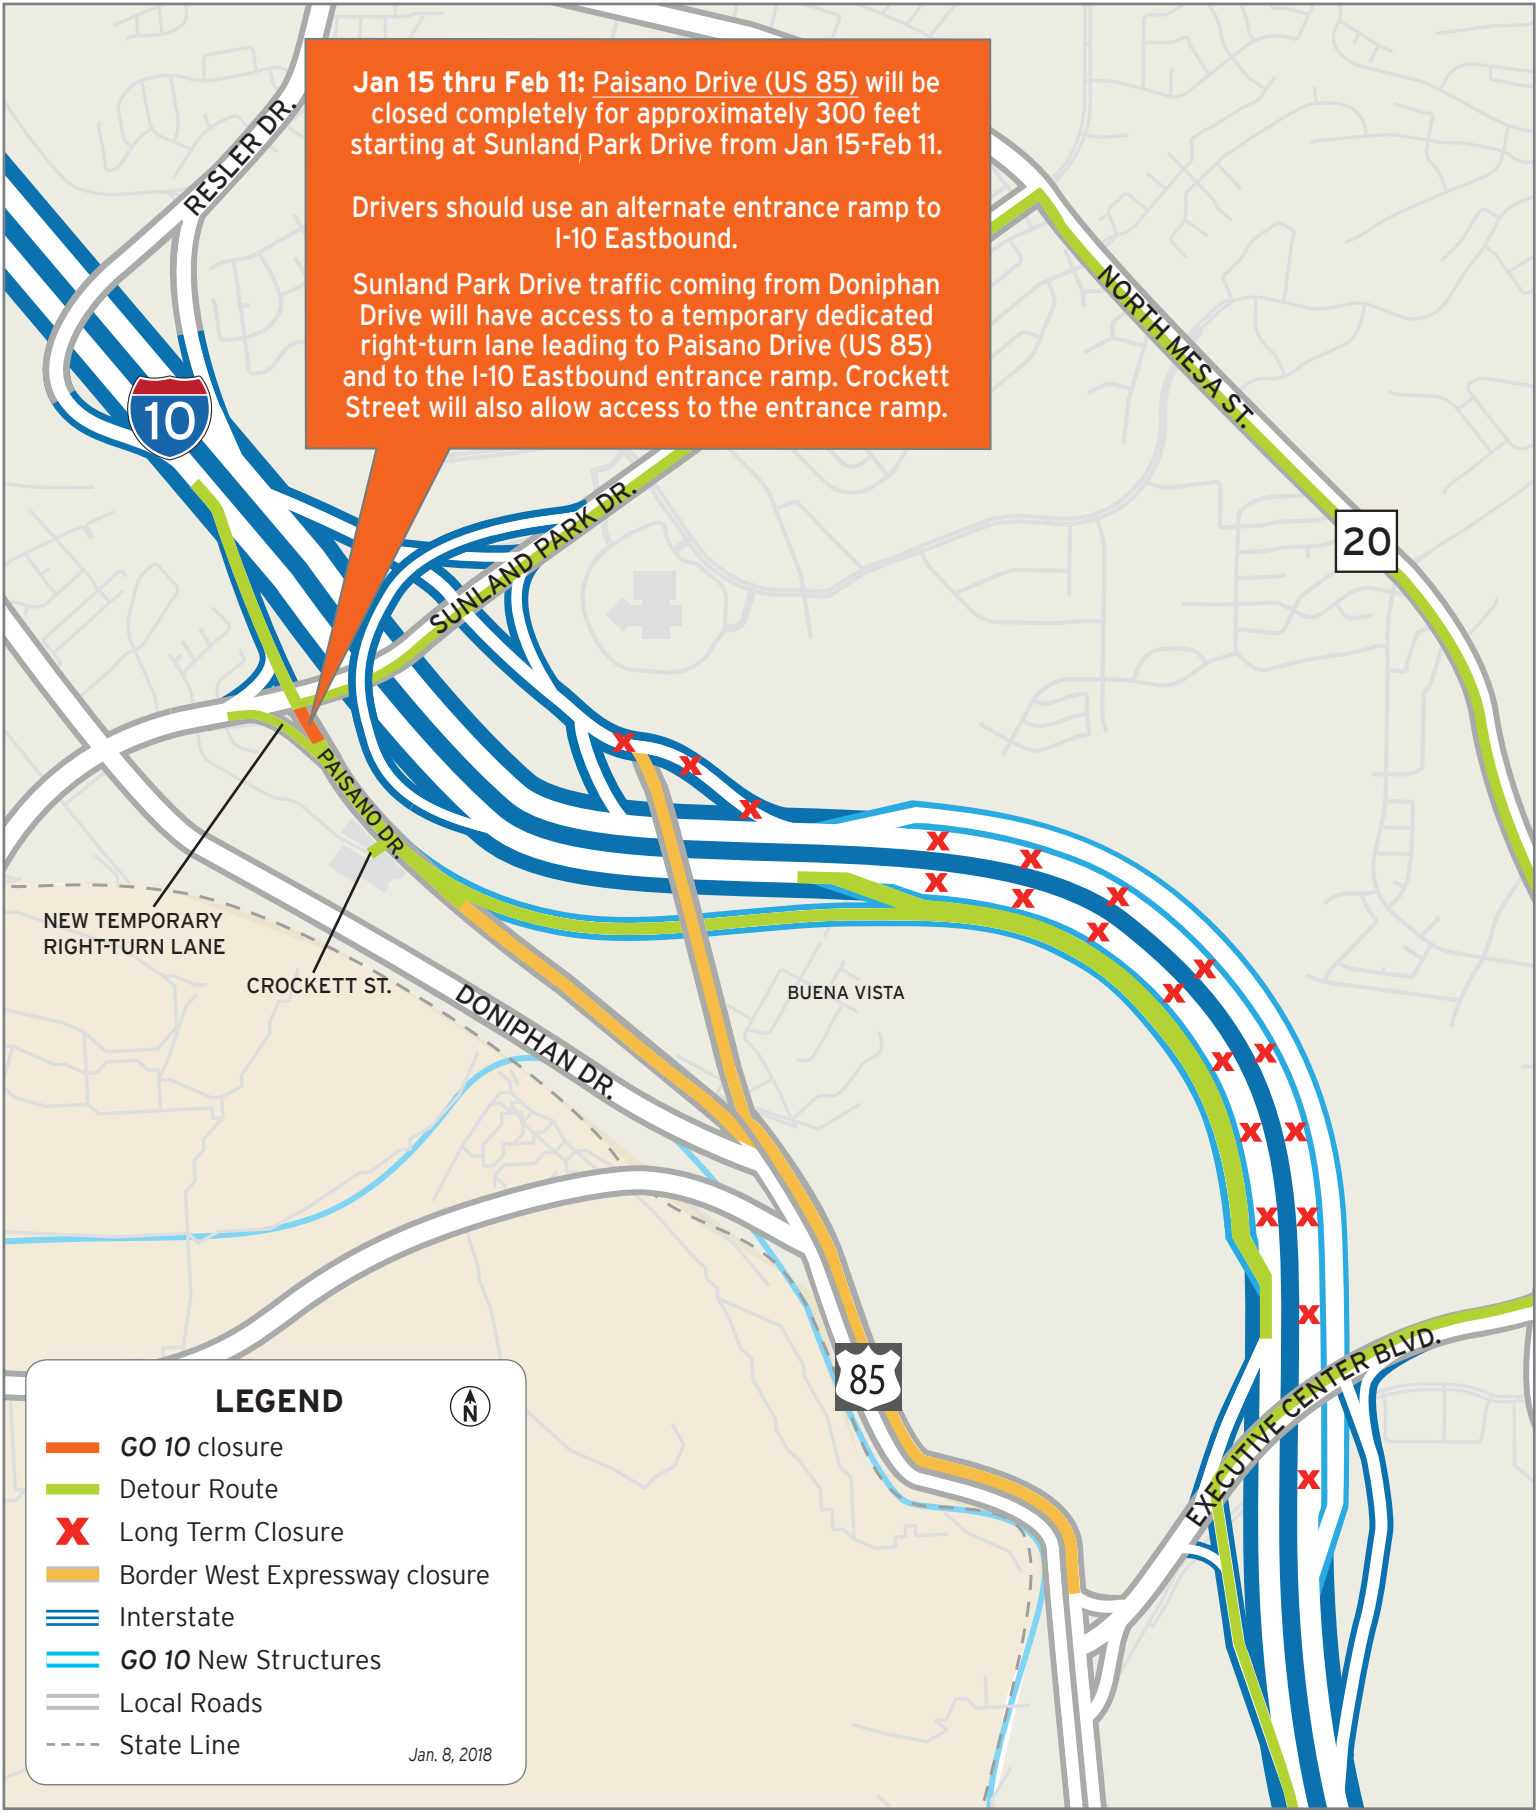 Jan 15 thru Feb 11: Paisano Drive (US 85) will be
closed completely for approximately 300 feet
starting at Sunland Park Drive from Jan 15-Feb 11.
Drivers should use an alternate entrance ramp to
I-10 Eastbound.
Sunland Park Drive traffic coming from Doniphan
Drive will have access to a temporary dedicated
right-turn lane leading to Paisano Drive (US 85)
and to the I-10 Eastbound entrance ramp. Crockett
Street will also allow access to the entrance ramp.
RESLER DR.
10
NORTH MESA ST.
20
SUNLAND PARK DR.
PAISANO DR.
NEW TEMPORARY
RIGHT-TURN LANE
CROCKETT ST.
DONIPHAN DR.
BUENA VISTA
85
EXECUTIVE CENTER BLVD.
LEGEND
N
GO 10 closure
Detour Route
X Long Term Closure
Border West Expressway closure
Interstate
GO 10 New Structures
Local Roads
State Line
Jan. 8, 2018